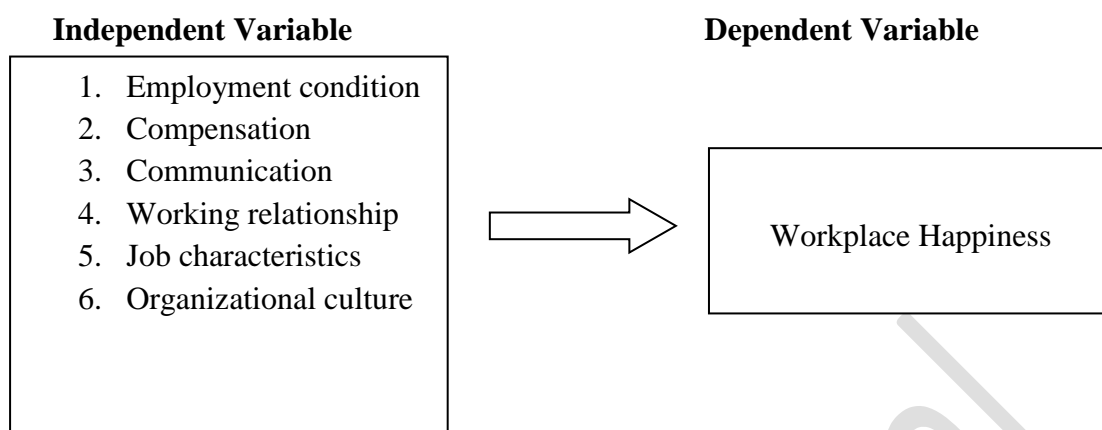 Independent Variable
1. Employment condition
2. Compensation
3. Communication
4. Working relationship
5. Job characteristics
6. Organizational culture
Dependent Variable
Workplace Happiness